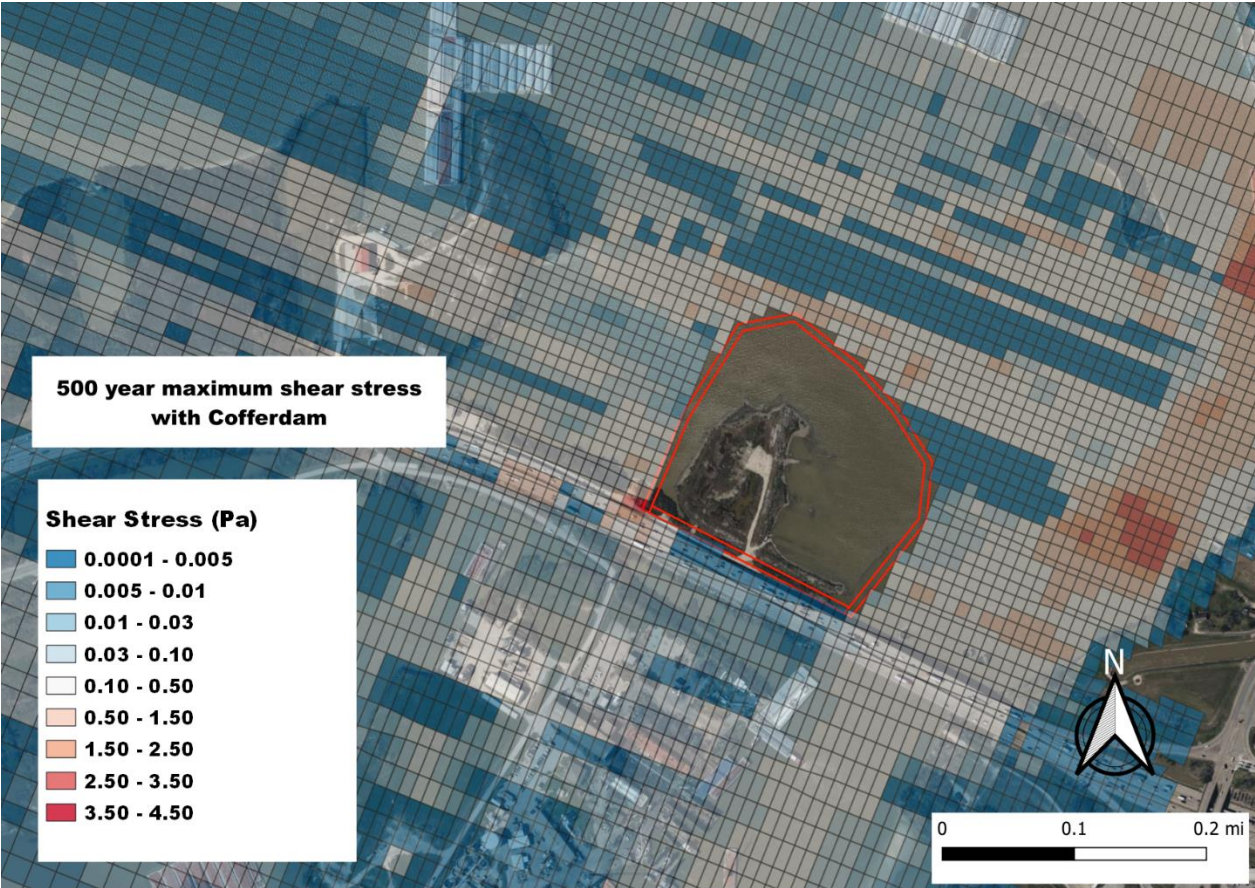 500 year maximum shear stress
with Cofferdam
Shear Stress (Pa)
0.0001 - 0.005
0.005 - 0.01
0.01 - 0.03
0.03 - 0.10
0.10 - 0.50
0.50 - 1.50
1.50 - 2.50
2.50 - 3.50
3.50 - 4.50
N
0 0.1 0.2 mi